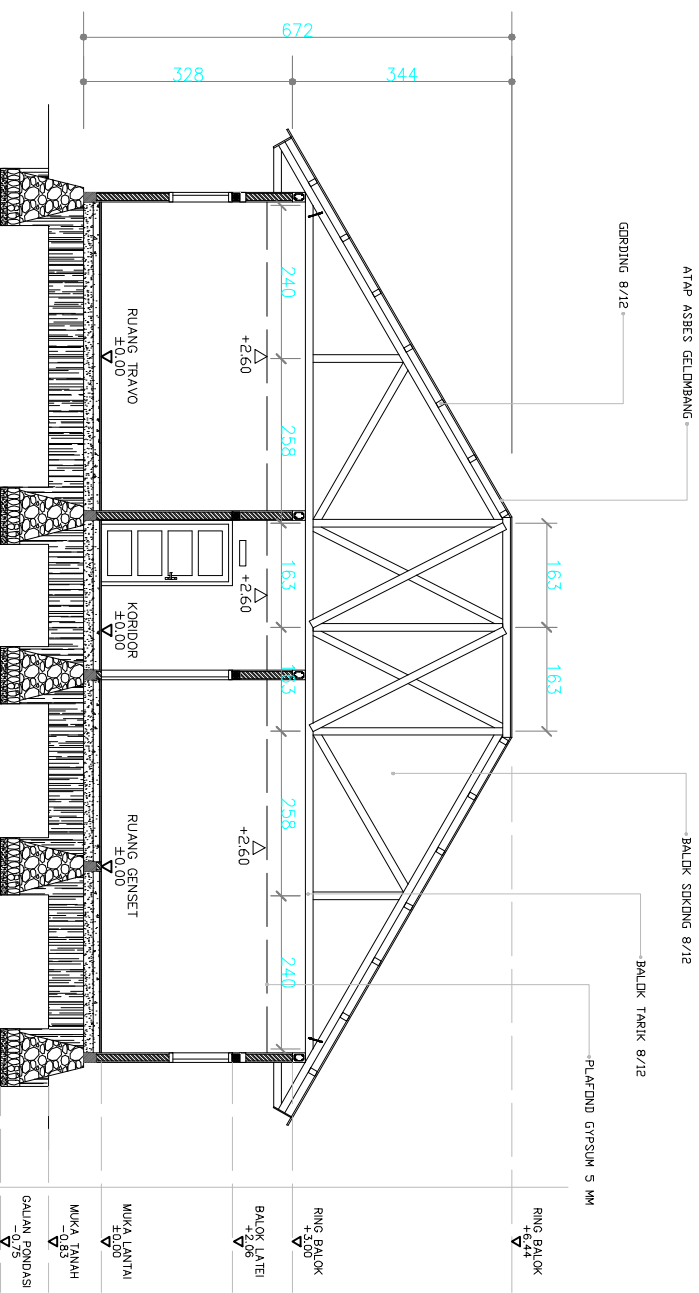 ATAP ASBES GELOMBANG
GORDING 8/12
BALOK SOKONG 8/12
BALOK TARIK 8/12
PLAFOND GYPSUM 5 MM
672
344
328
163
163
240
258
163
163
258
240
+2.60
+2.60
+2.60
RUANG TRAVO
±0.00
KORIDOR
±0.00
RUANG GENSET
±0.00
RING BALOK
+6.44
RING BALOK
+3.00
BALOK LATEI
+2.06
MUKA LANTAI
±0.00
MUKA TANAH
-0.83
GALIAN PONDASI
-0.75